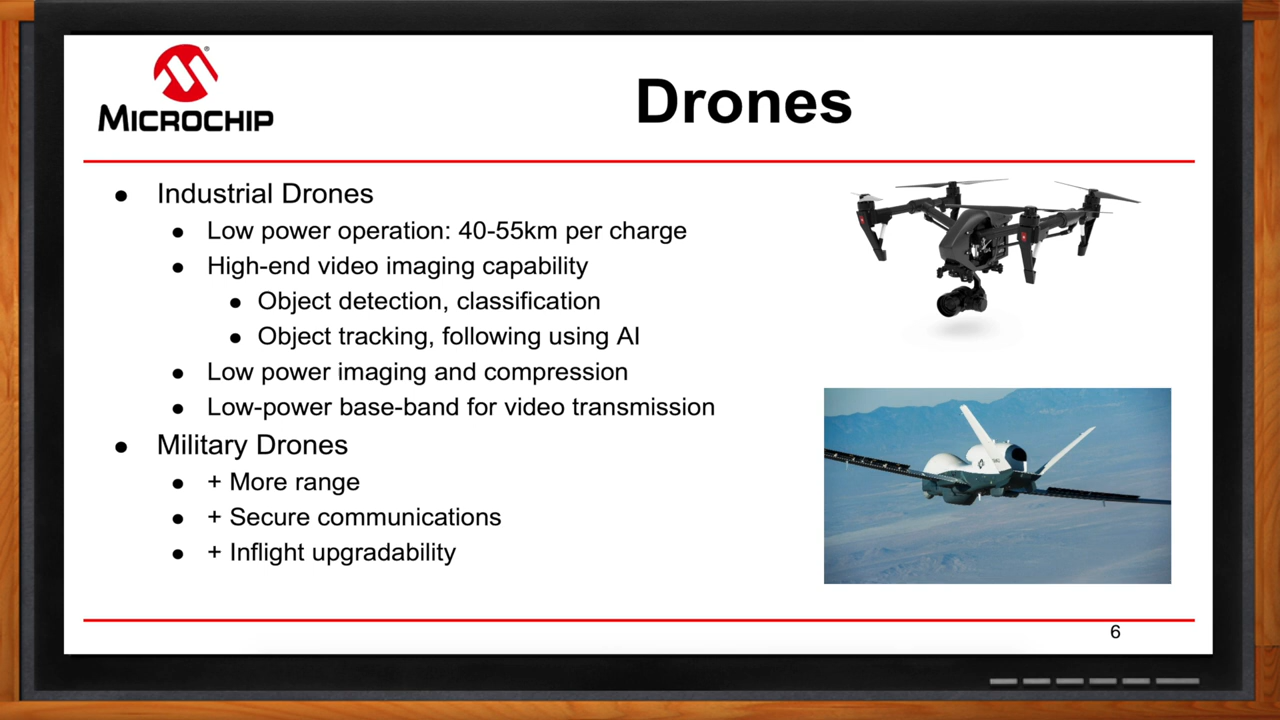 MICROCHIP
Drones
● Industrial Drones
● Low power operation: 40-55km per charge
● High-end video imaging capability
● Object detection, classification
● Object tracking, following using AI
● Low power imaging and compression
● Low-power base-band for video transmission
● Military Drones
● + More range
● + Secure communications
● + Inflight upgradability
6